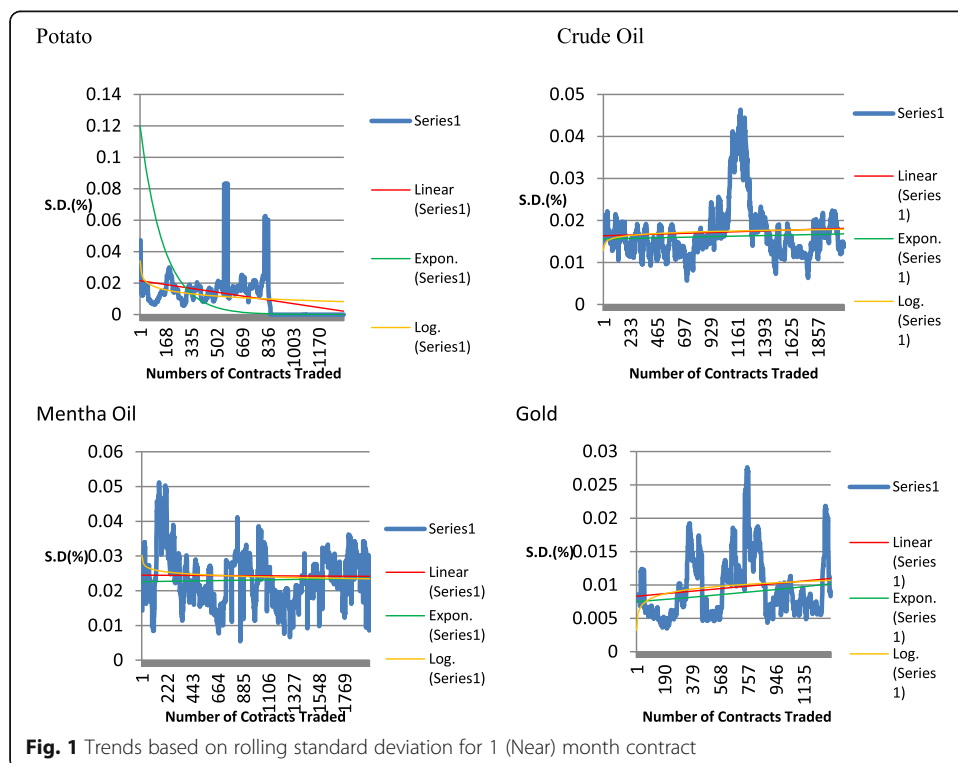 Potato
0.14
0.12
0.1
0.08
S.D.(%)
0.06
0.04
0.02
0
1
168
335
502
669
836
1003
1170
Numbers of Contracts Traded
Series1
Linear
(Series1)
Expon.
(Series1)
Log.
(Series1)
Crude Oil
0.05
0.04
0.03
S.D.(%)
0.02
0.01
0
1
233
465
697
929
1161
1393
1625
1857
Number of Contracts Traded
Series1
Linear
(Series
1)
Expon.
(Series
1)
Log.
(Series
1)
Mentha Oil
0.06
0.05
0.04
S.D(%)
0.03
0.02
0.01
0
1
222
443
664
885
1106
1327
1548
1769
Number of Cotracts Traded
Series1
Linear
(Series1)
Expon.
(Series1)
Log.
(Series1)
Gold
0.03
0.025
0.02
S.D.(%)
0.015
0.01
0.005
0
1
190
379
568
757
946
1135
Number of Contracts Traded
Series1
Linear
(Series
1)
Expon.
(Series
1)
Log.
(Series
1)
Fig. 1 Trends based on rolling standard deviation for 1 (Near) month contract